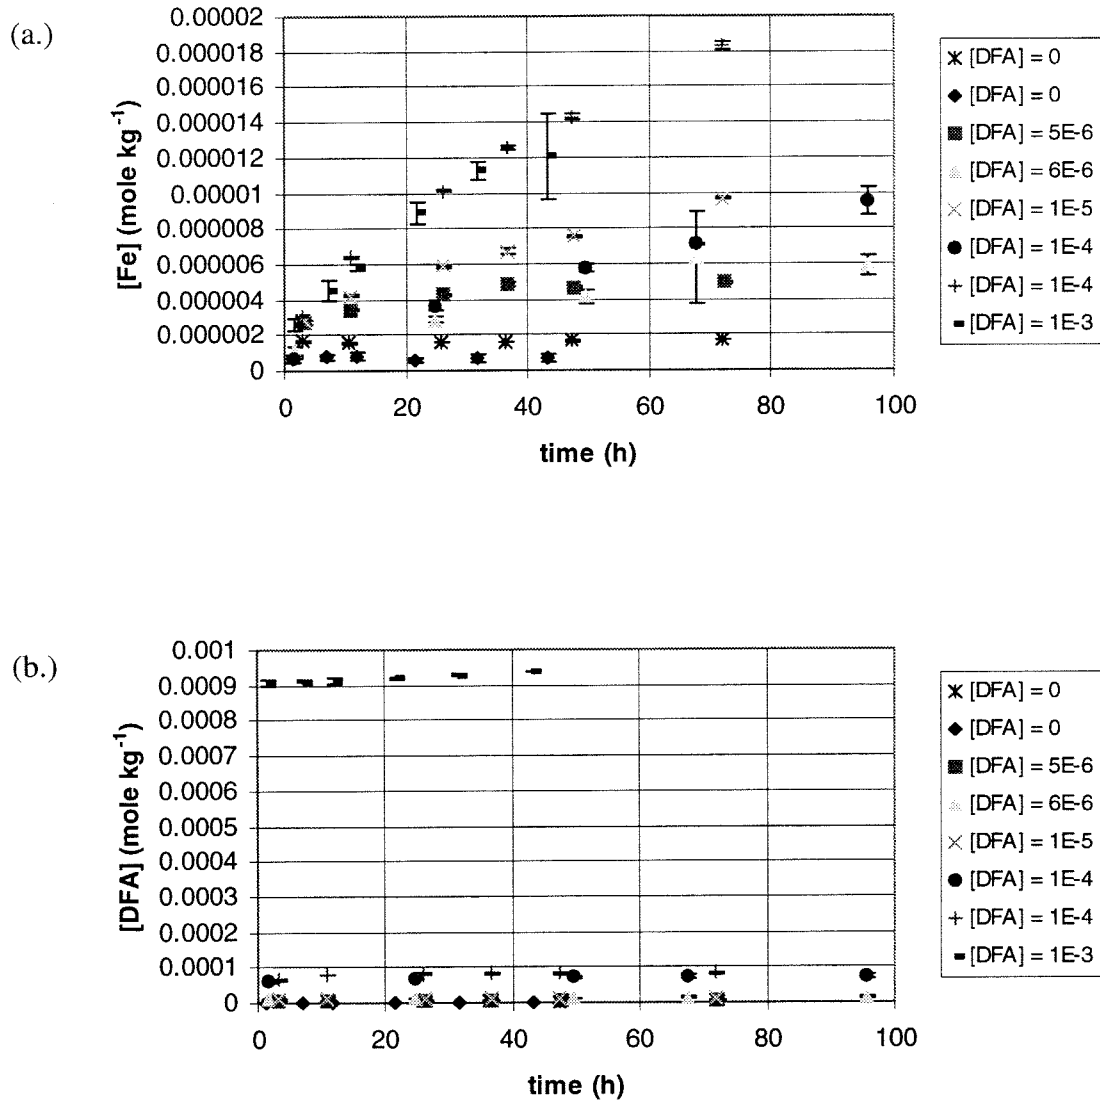 (a.)
[Fe] (mole kg-1)
0.00002
0.000018
0.000016
0.000014
0.000012
0.00001
0.000008
0.000006
0.000004
0.000002
0
0 20 40 60 80 100
time (h)
[DFA] = 0
[DFA] = 0
[DFA] = 5E-6
[DFA] = 6E-6
[DFA] = 1E-5
[DFA] = 1E-4
[DFA] = 1E-4
[DFA] = 1E-3
(b.)
[DFA] (mole kg-1)
0.001
0.0009
0.0008
0.0007
0.0006
0.0005
0.0004
0.0003
0.0002
0.0001
0
0 20 40 60 80 100
time (h)
[DFA] = 0
[DFA] = 0
[DFA] = 5E-6
[DFA] = 6E-6
[DFA] = 1E-5
[DFA] = 1E-4
[DFA] = 1E-4
[DFA] = 1E-3